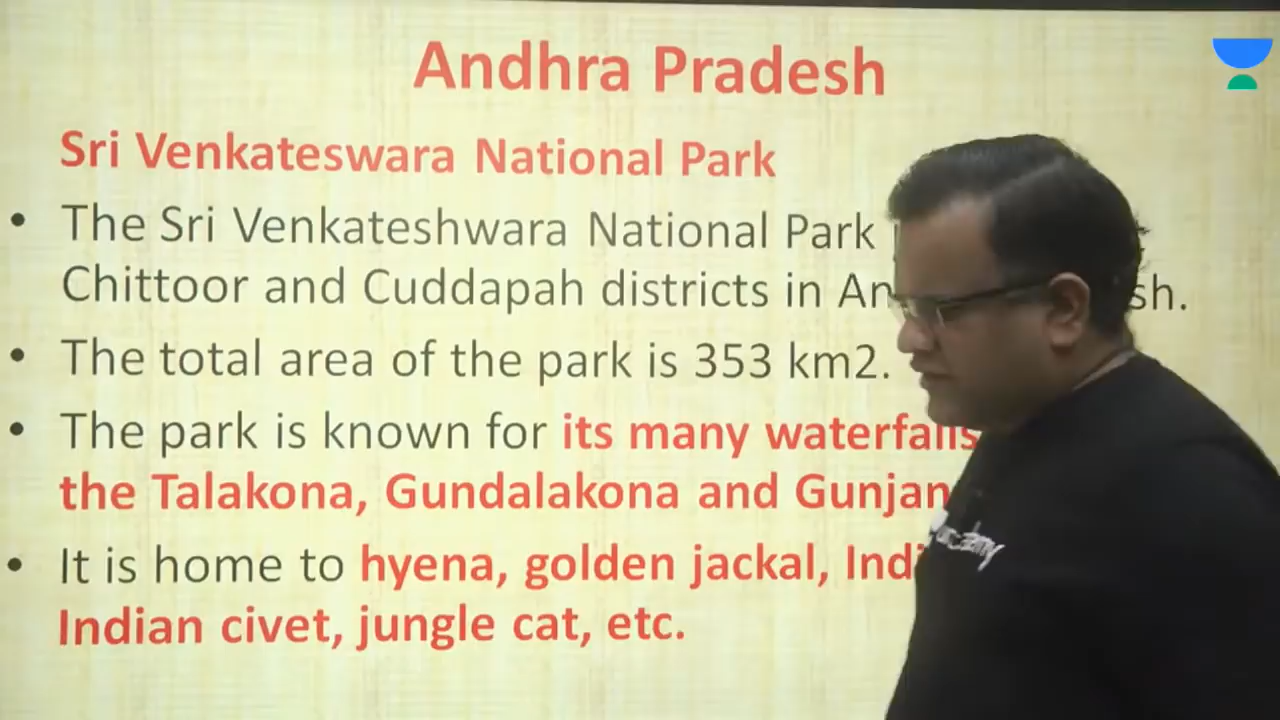 Andhra Pradesh
Sri Venkateswara National Park
• The Sri Venkateshwara National Park
Chittoor and Cuddapah districts in
• The total area of the park is 353 km2.
• The park is known for its many waterfalls
the Talakona, Gundalakona and
• It is home to hyena, golden jackal,
Indian civet, jungle cat, etc.